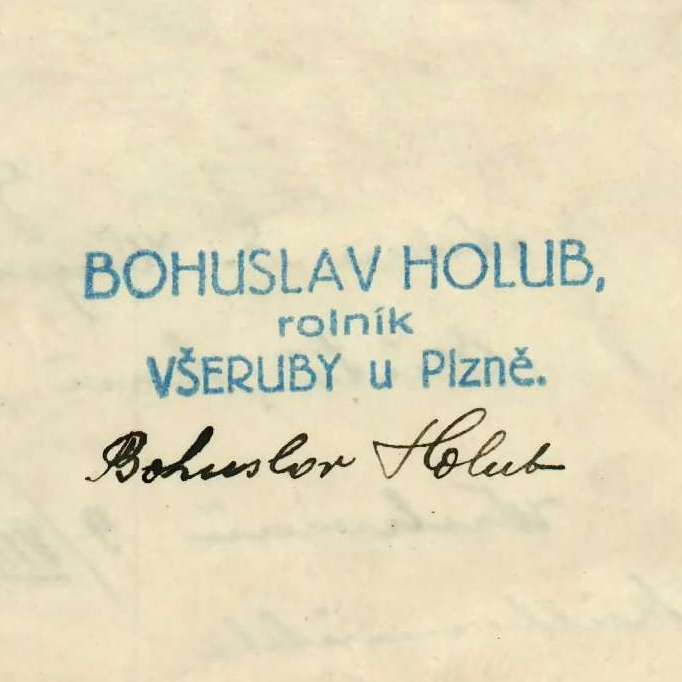 BOHUSLAV HOLUB,
rolník
VŠERUBY u Plzně.
Bohuslav Holub